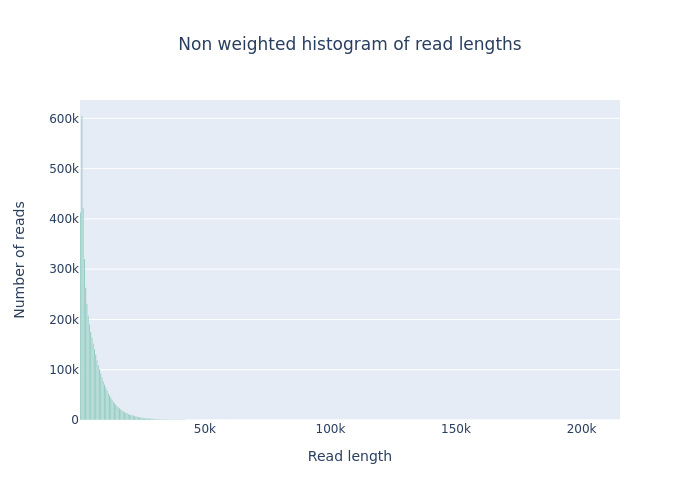 Non weighted histogram of read lengths
600k
500k
400k
300k
200k
100k
0
Number of reads
50k
100k
150k
200k
Read length